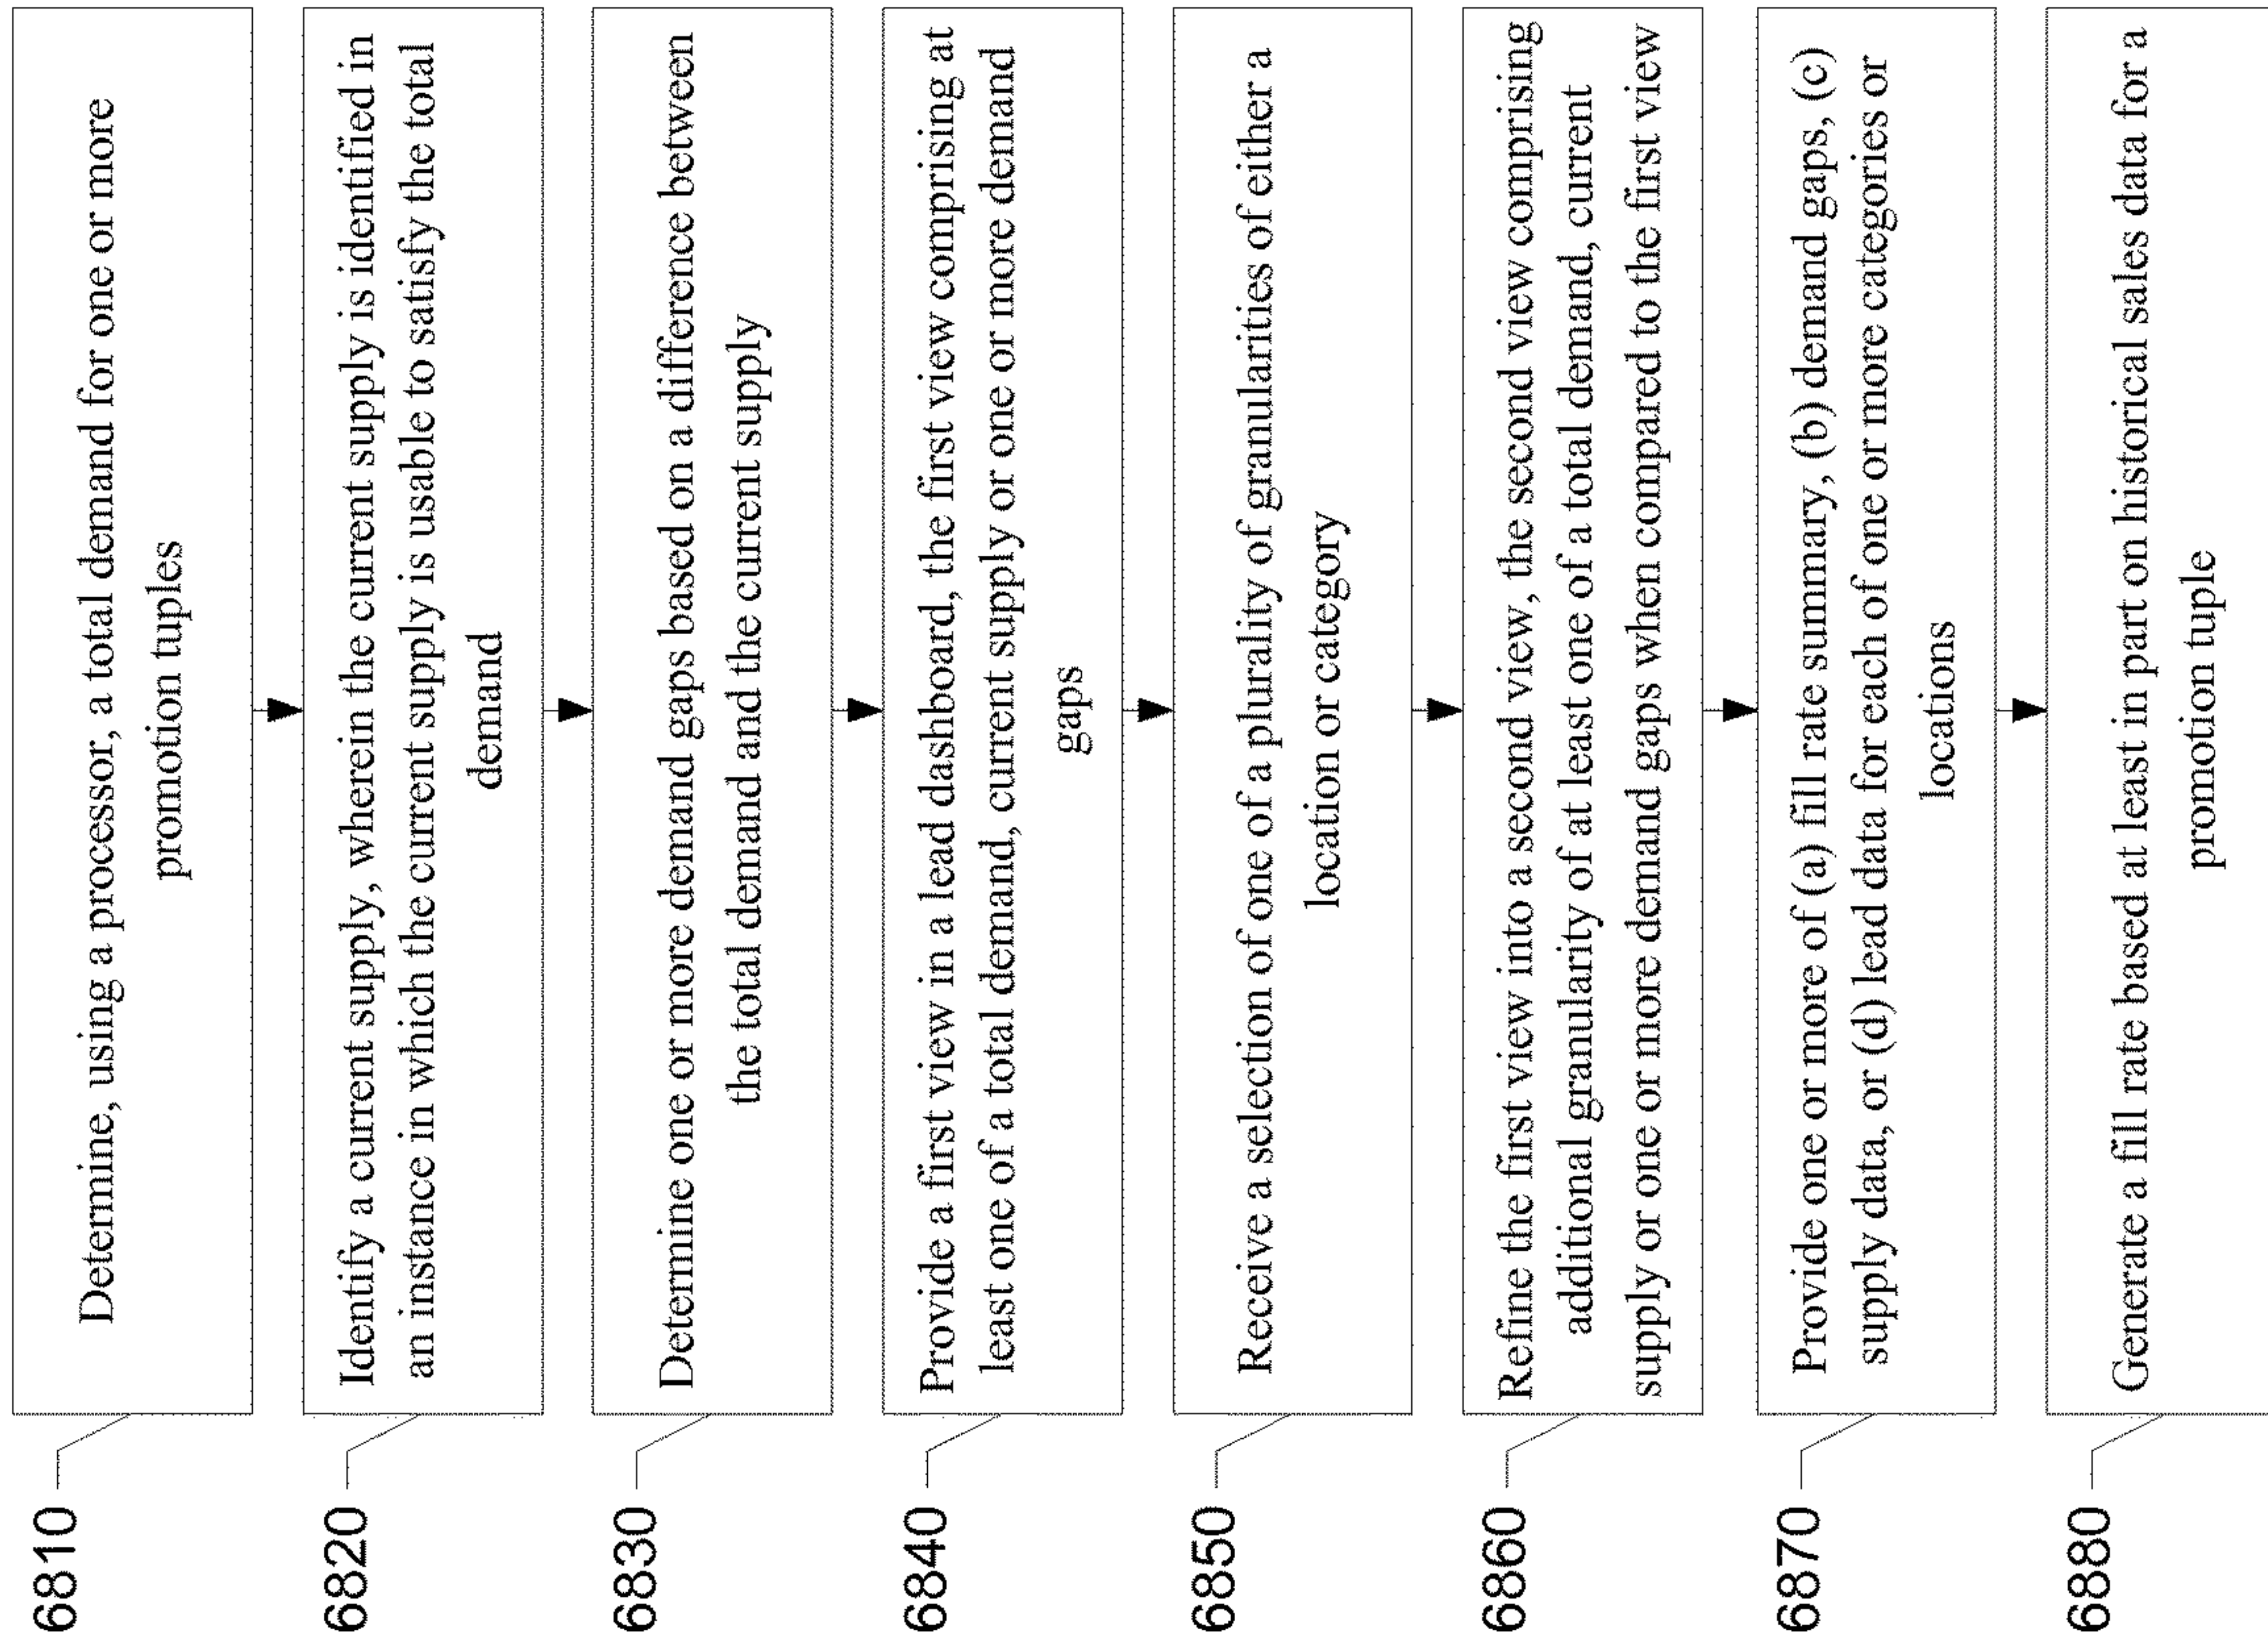 6810
Determine, using a processor, a total demand for one or more
promotion tuples
6820
Identify a current supply, wherein the current supply is identified in
an instance in which the current supply is usable to satisfy the total
demand
6830
Determine one or more demand gaps based on a difference between
the total demand and the current supply
6840
Provide a first view in a lead dashboard, the first view comprising at
least one of a total demand, current supply or one or more demand
gaps
6850
Receive a selection of one of a plurality of granularities of either a
location or category
6860
Refine the first view into a second view, the second view comprising
additional granularity of at least one of a total demand, current
supply or one or more demand gaps when compared to the first view
6870
Provide one or more of (a) fill rate summary, (b) demand gaps, (c)
supply data, or (d) lead data for each of one or more categories or
locations
6880
Generate a fill rate based at least in part on historical sales data for a
promotion tuple